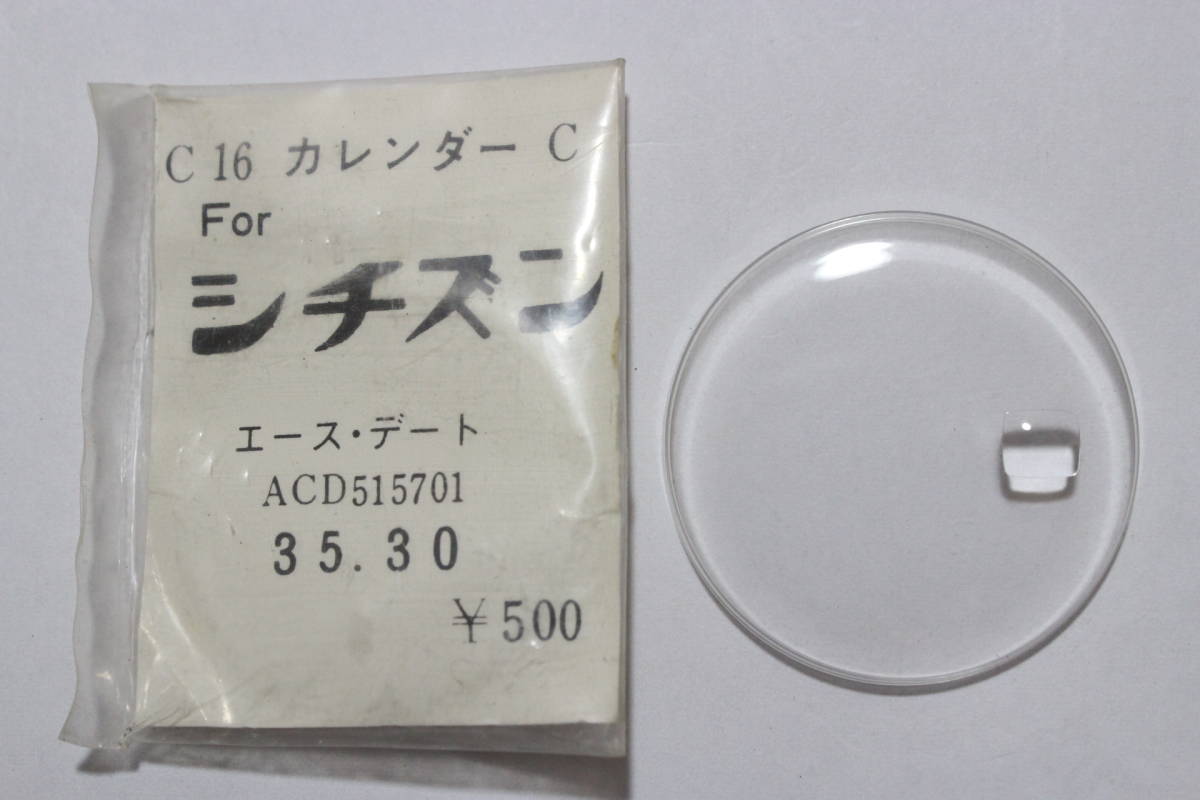 C 16 カレンダー C
For
シチズン
エース・デート
ACD515701
35.30
¥500